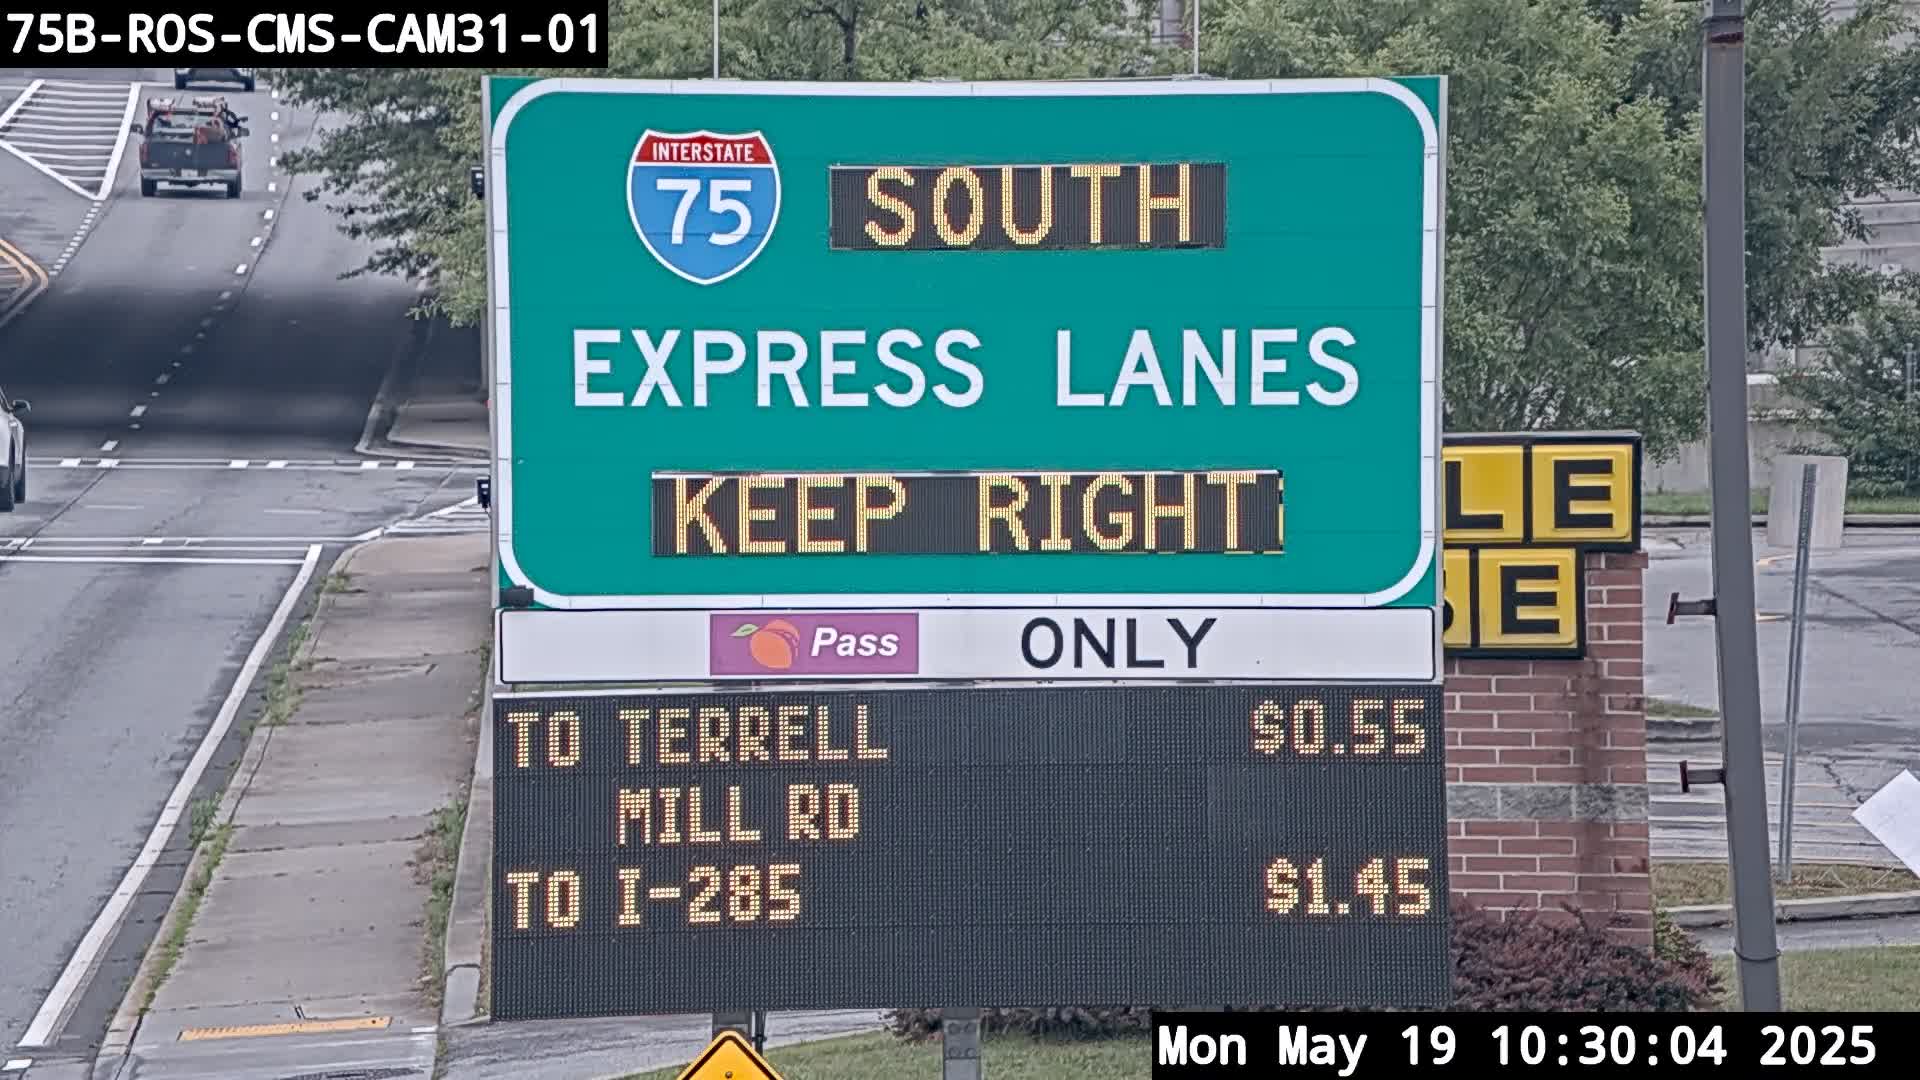 75B-ROS-CMS-CAM31-01
INTERSTATE
75
SOUTH
EXPRESS LANES
KEEP RIGHT
Pass ONLY
TO TERRELL $0.55
MILL RD
TO I-285 $1.45
LE
E
Mon May 19 10:30:04 2025